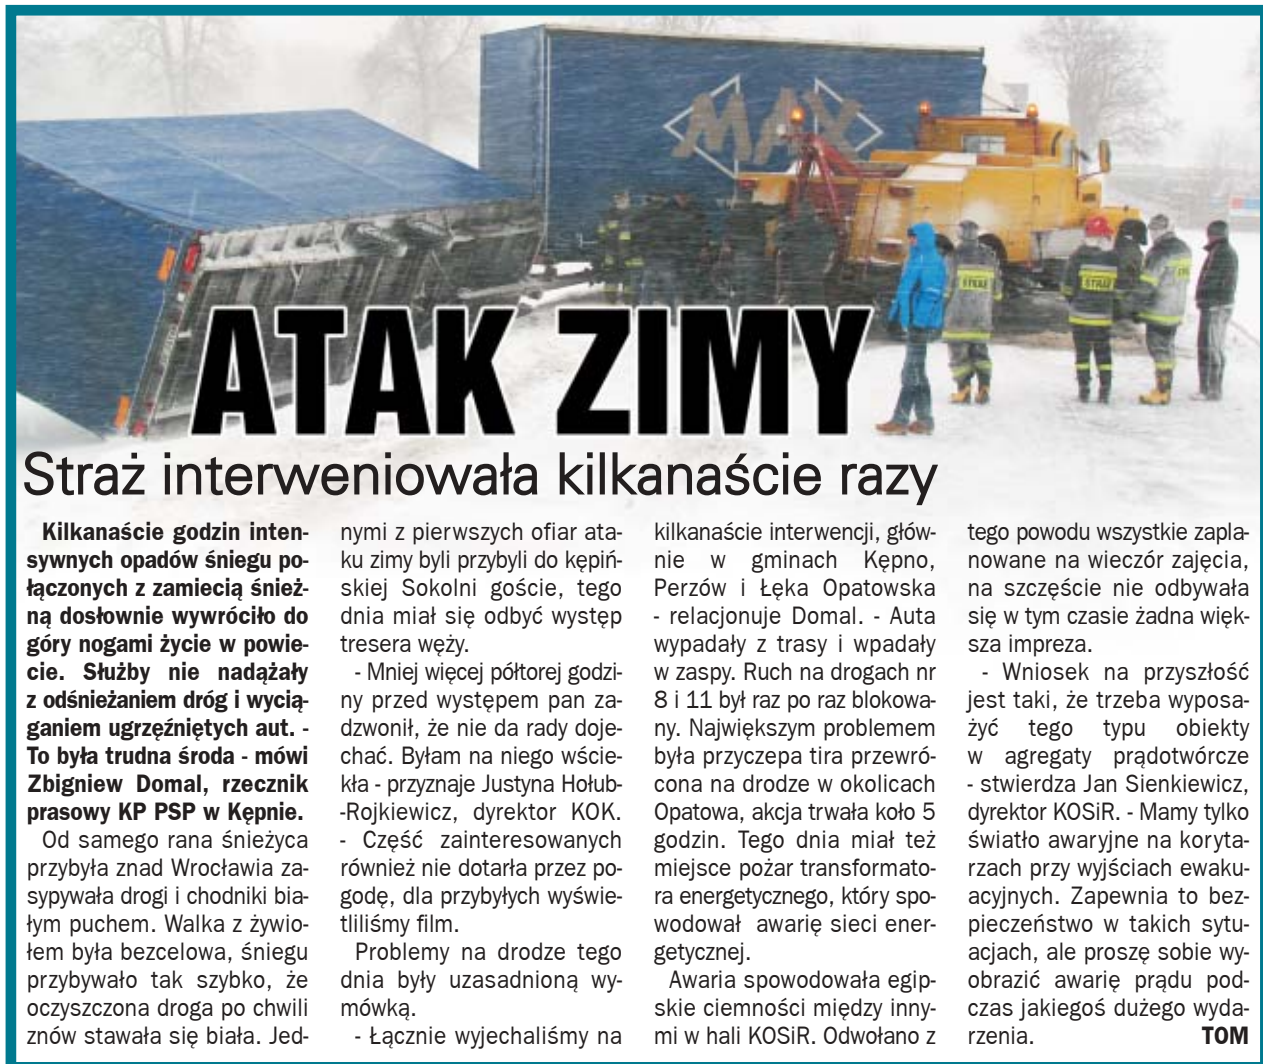 MAX
STRAŻ
STRAŻ
ATAK ZIMY
Straż interweniowała kilkanaście razy
Kilkanaście godzin inten-
sywnych opadów śniegu po-
łączonych z zamiecią śnież-
ną dosłownie wywróciło do
góry nogami życie w powie-
cie. Służby nie nadążały
z odśnieżaniem dróg i wycią-
ganiem ugrzęźniętych aut. -
To była trudna środa - mówi
Zbigniew Domal, rzecznik
prasowy KP PSP w Kępnie.
Od samego rana śnieżyca
przybyła znad Wrocławia za-
sypywała drogi i chodniki bia-
łym puchem. Walka z żywio-
łem była bezcelowa, śniegu
przybywało tak szybko, że
oczyszczona droga po chwili
znów stawała się biała. Jed-
nymi z pierwszych ofiar ata-
ku zimy byli przybyli do kępiń-
skiej Sokolni goście, tego
dnia miał się odbyć występ
tresera węży.
- Mniej więcej półtorej godzi-
ny przed występem pan za-
dzwonił, że nie da rady doje-
chać. Byłam na niego wście-
kła - przyznaje Justyna Hołub-
-Rojkiewicz, dyrektor KOK.
- Część zainteresowanych
również nie dotarła przez po-
godę, dla przybyłych wyświe-
tliliśmy film.
Problemy na drodze tego
dnia były uzasadnioną wy-
mówką.
- Łącznie wyjechaliśmy na
kilkanaście interwencji, głów-
nie w gminach Kępno,
Perzów i Łęka Opatowska
- relacjonuje Domal. - Auta
wypadały z trasy i wpadały
w zaspy. Ruch na drogach nr
8 i 11 był raz po raz blokowa-
ny. Największym problemem
była przyczepa tira przewró-
cona na drodze w okolicach
Opatowa, akcja trwała koło 5
godzin. Tego dnia miał też
miejsce pożar transformato-
ra energetycznego, który spo-
wodował awarię sieci ener-
getycznej.
Awaria spowodowała egip-
skie ciemności między inny-
mi w hali KOSiR. Odwołano z
tego powodu wszystkie zapla-
nowane na wieczór zajęcia,
na szczęście nie odbywała
się w tym czasie żadna więk-
sza impreza.
- Wniosek na przyszłość
jest taki, że trzeba wyposa-
żyć tego typu obiekty
w agregaty prądotwórcze
- stwierdza Jan Sienkiewicz,
dyrektor KOSiR. - Mamy tylko
światło awaryjne na koryta-
rzach przy wyjściach ewaku-
acyjnych. Zapewnia to bez-
pieczeństwo w takich sytu-
acjach, ale proszę sobie wy-
obrazić awarię prądu pod-
czas jakiegoś dużego wyda-
rzenia. TOM